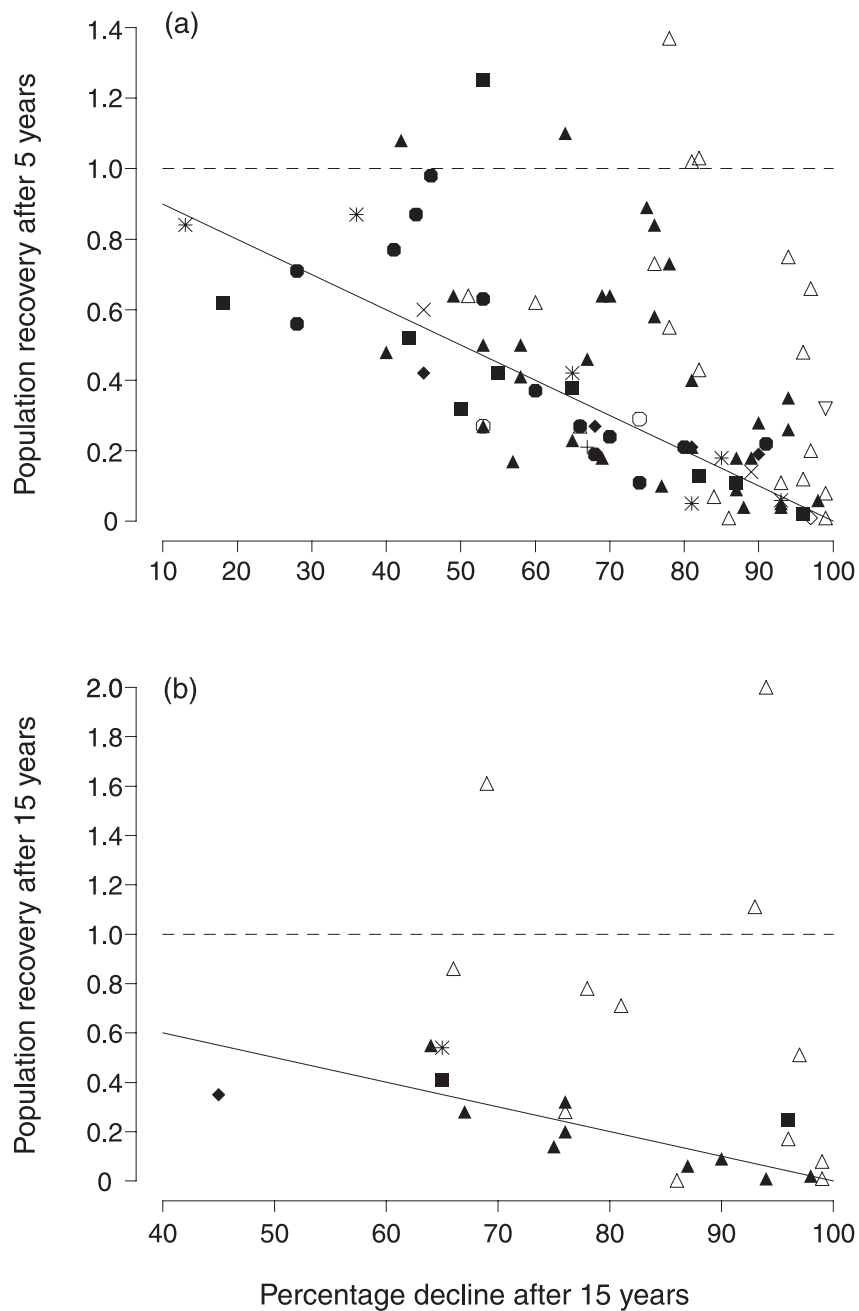 (a)
Population recovery after 5 years
1.4
1.2
1.0
0.8
0.6
0.4
0.2
0
10 20 30 40 50 60 70 80 90 100
(b)
Population recovery after 15 years
2.0
1.8
1.6
1.4
1.2
1.0
0.8
0.6
0.4
0.2
0
40 50 60 70 80 90 100
Percentage decline after 15 years